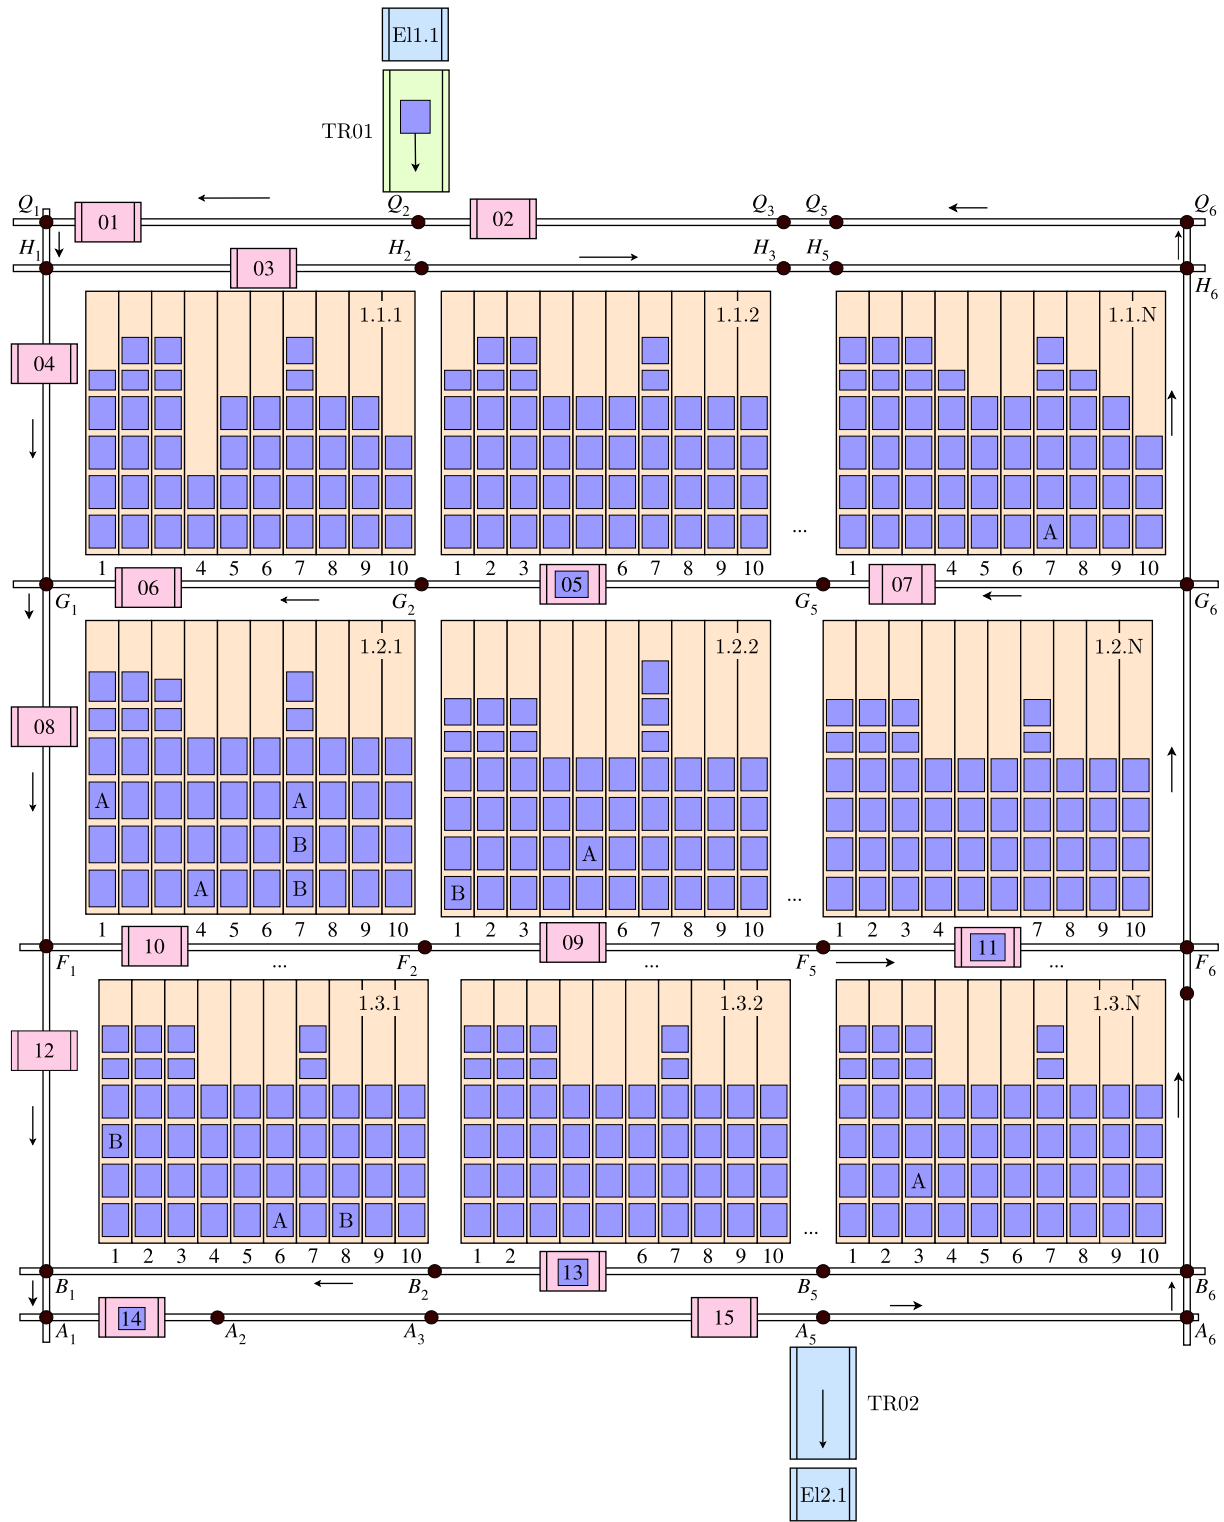 El1.1
TR01
Q1 Q2 Q3 Q5 Q6
01 02
H1 H2 H3 H5
03
H6
1.1.1 1.1.2 1.1.N
04
A
...
1 4 5 6 7 8 9 10 1 2 3 6 7 8 9 10 1 4 5 6 7 8 9 10
06 05 07
G1 G2 G5 G6
1.2.1 1.2.2 1.2.N
08
A A
B A
A B B
...
1 4 5 6 7 8 9 10 1 2 3 6 7 8 9 10 1 2 3 4 7 8 9 10
10 09 11
F1 ... F2 ... F5 ... F6
1.3.1 1.3.2 1.3.N
12
B
A
A B
...
1 2 3 4 5 6 7 8 9 10 1 2 6 7 8 9 10 1 2 3 4 5 6 7 8 9 10
13
B1 B2 B5 B6
14 15
A1 A2 A3 A5 A6
TR02
El2.1